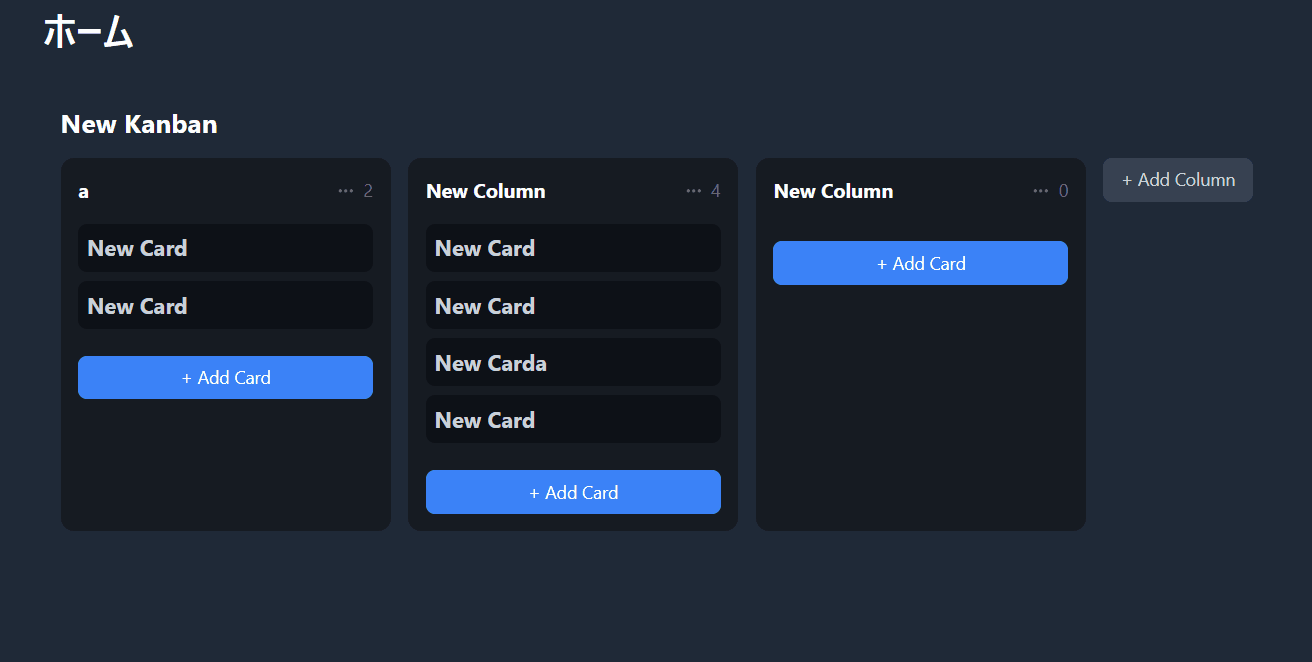 ホーム
New Kanban
a ··· 2
New Card
New Card
+ Add Card
New Column ··· 4
New Card
New Card
New Carda
New Card
+ Add Card
New Column ··· 0
+ Add Card
+ Add Column